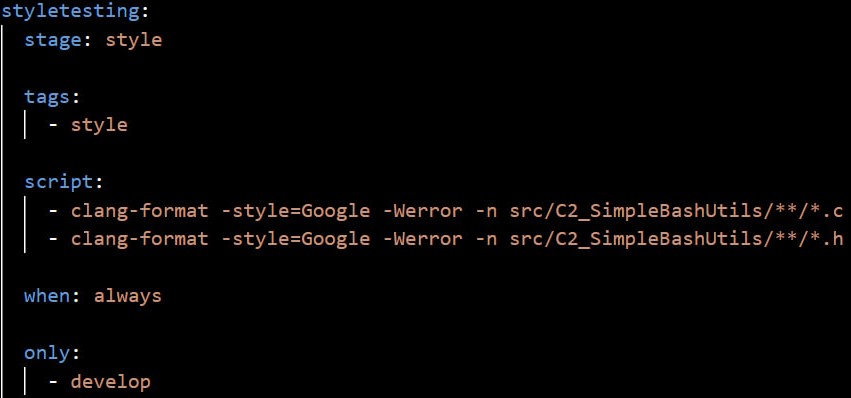 styletesting:
stage: style
tags:
- style
script:
- clang-format -style=Google -Werror -n src/C2_SimpleBashUtils/**/*.c
- clang-format -style=Google -Werror -n src/C2_SimpleBashUtils/**/*.h
when: always
only:
- develop